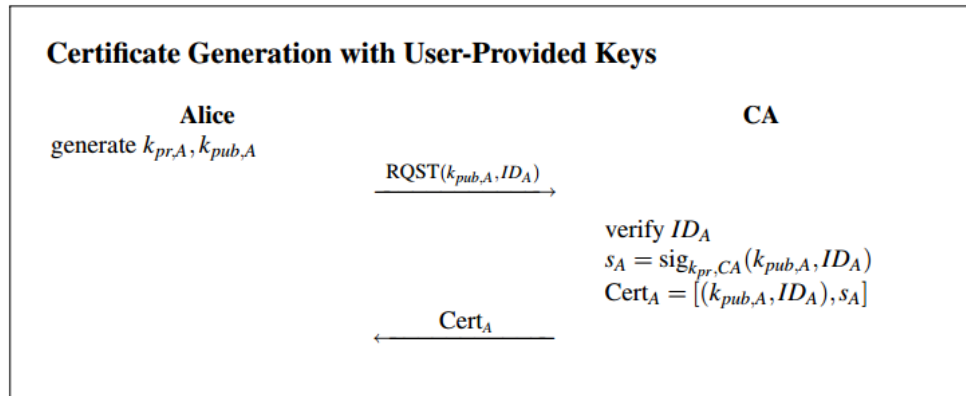 Certificate Generation with User-Provided Keys
Alice CA
generate k_{pr,A}, k_{pub,A}
RQST(k_{pub,A}, ID_A)
verify ID_A
s_A = sig_{k_{pr},CA}(k_{pub,A}, ID_A)
Cert_A = [(k_{pub,A}, ID_A), s_A]
Cert_A